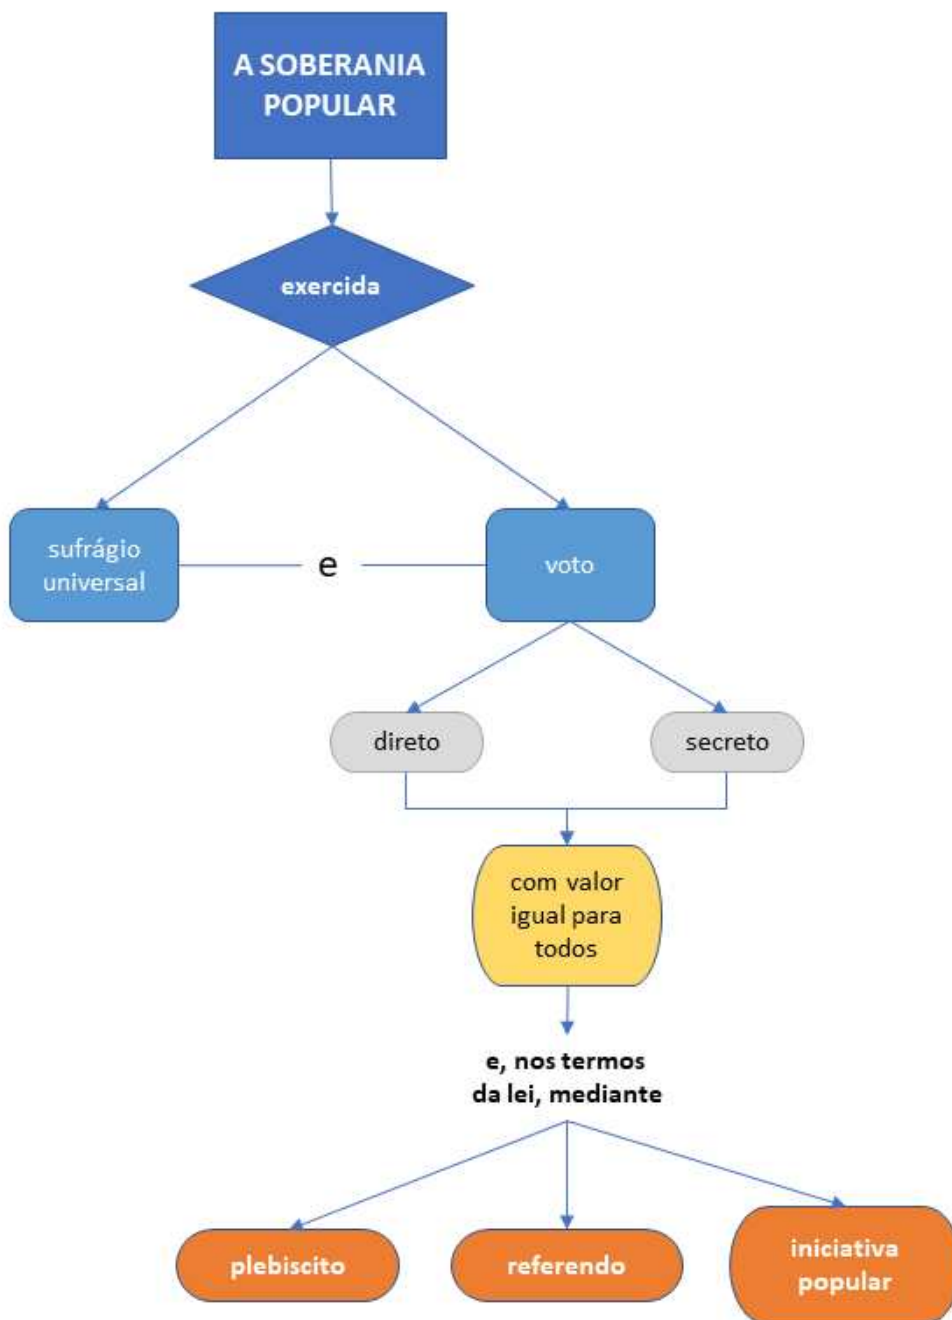 A SOBERANIA
POPULAR
exercida
sufrágio
universal
e
voto
direto
secreto
com valor
igual para
todos
e, nos termos
da lei, mediante
plebiscito
referendo
iniciativa
popular